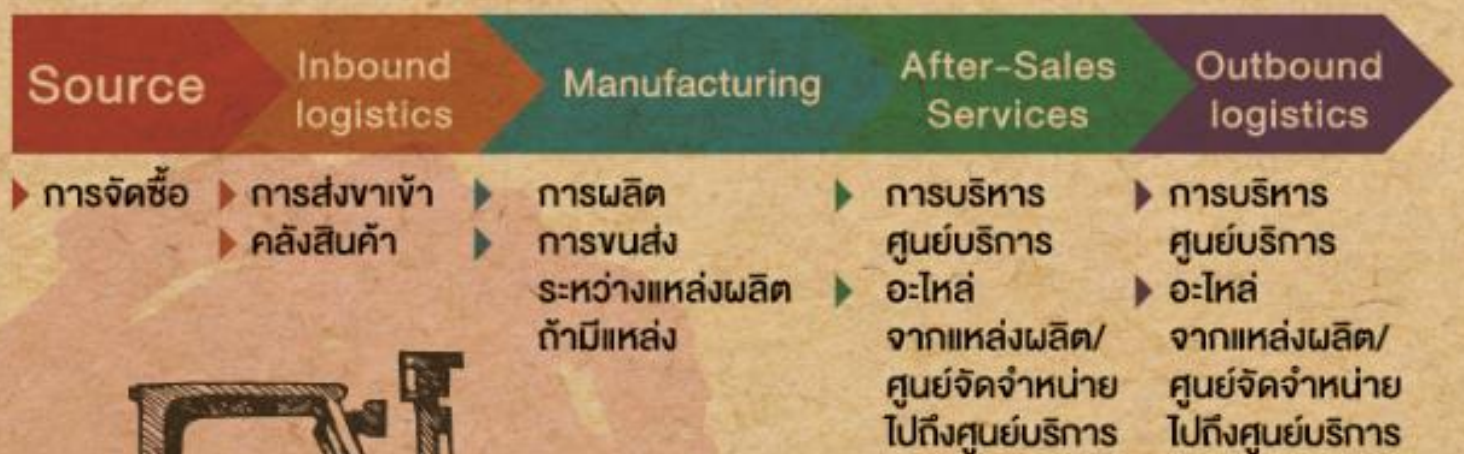 Source
Inbound
logistics
Manufacturing
After-Sales
Services
Outbound
logistics
การจัดซื้อ
การส่งขาเข้า
คลังสินค้า
การผลิต
การขนส่ง
ระหว่างแหล่งผลิต
ถ้ามีแหล่ง
การบริหาร
ศูนย์บริการ
อะไหล่
จากแหล่งผลิต/
ศูนย์จัดจำหน่าย
ไปถึงศูนย์บริการ
การบริหาร
ศูนย์บริการ
อะไหล่
จากแหล่งผลิต/
ศูนย์จัดจำหน่าย
ไปถึงศูนย์บริการ